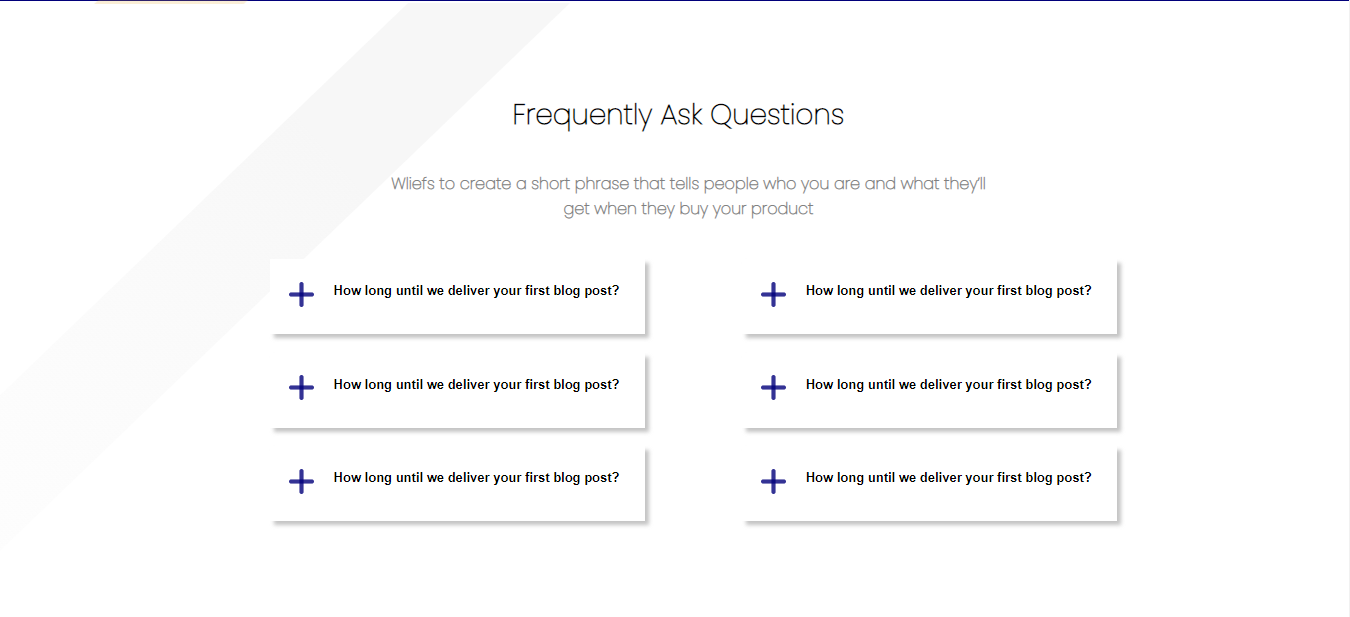 Frequently Ask Questions
Wliefs to create a short phrase that tells people who you are and what they'll
get when they buy your product
How long until we deliver your first blog post?
How long until we deliver your first blog post?
How long until we deliver your first blog post?
How long until we deliver your first blog post?
How long until we deliver your first blog post?
How long until we deliver your first blog post?